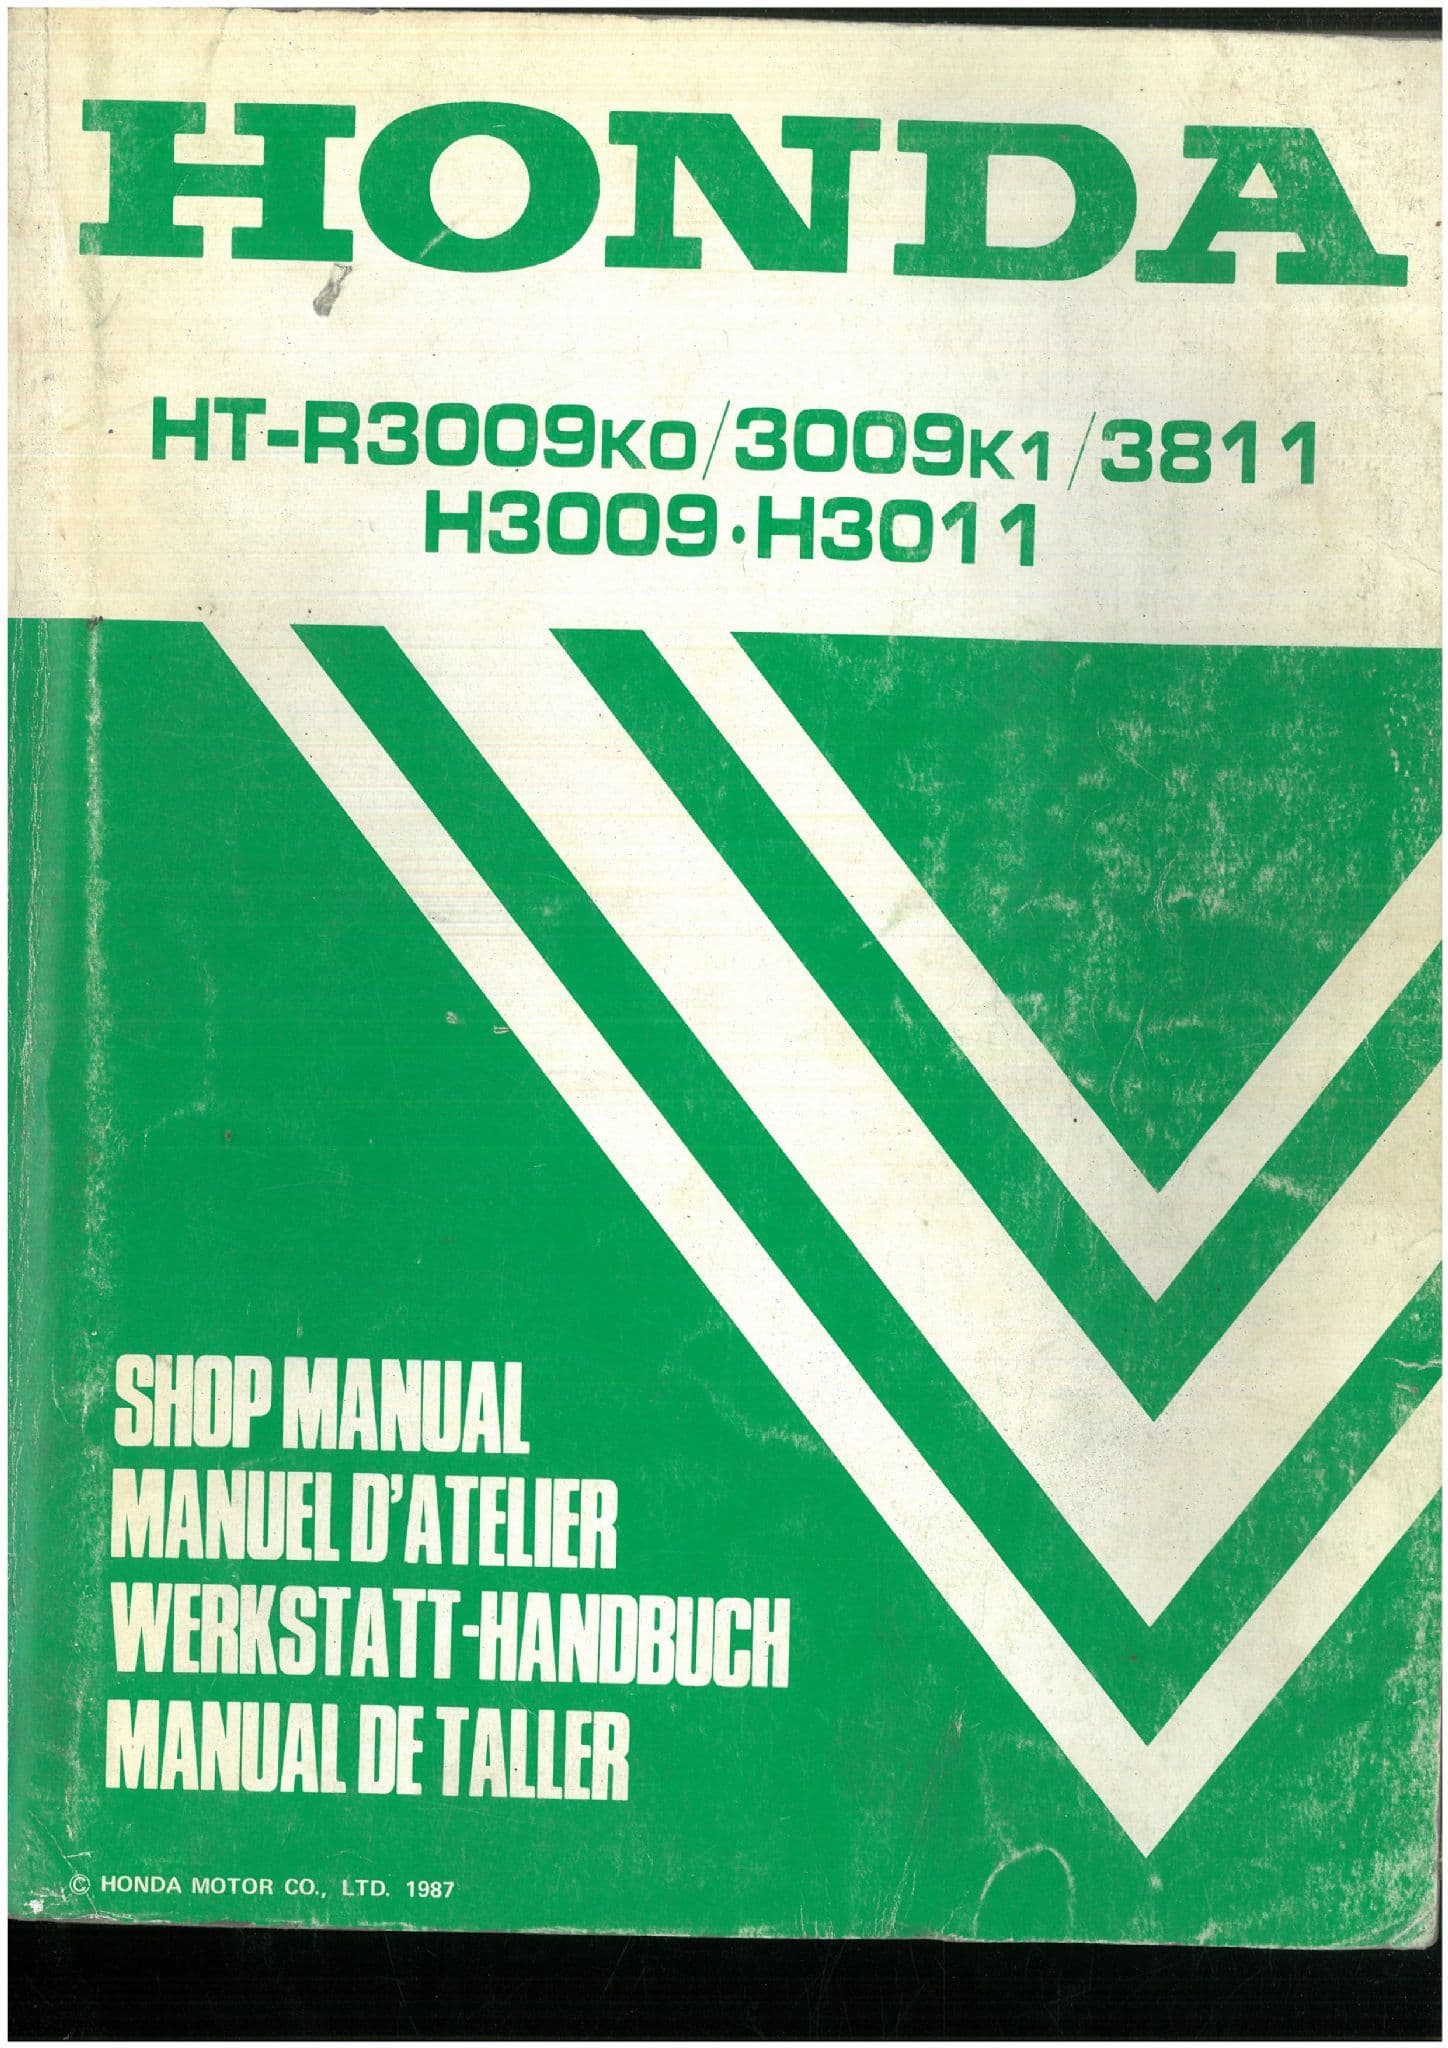 HONDA
HT-R3009K0/3009K1/3811
H3009·H3011
SHOP MANUAL
MANUEL D'ATELIER
WERKSTATT-HANDBUCH
MANUAL DE TALLER
© HONDA MOTOR CO., LTD. 1987